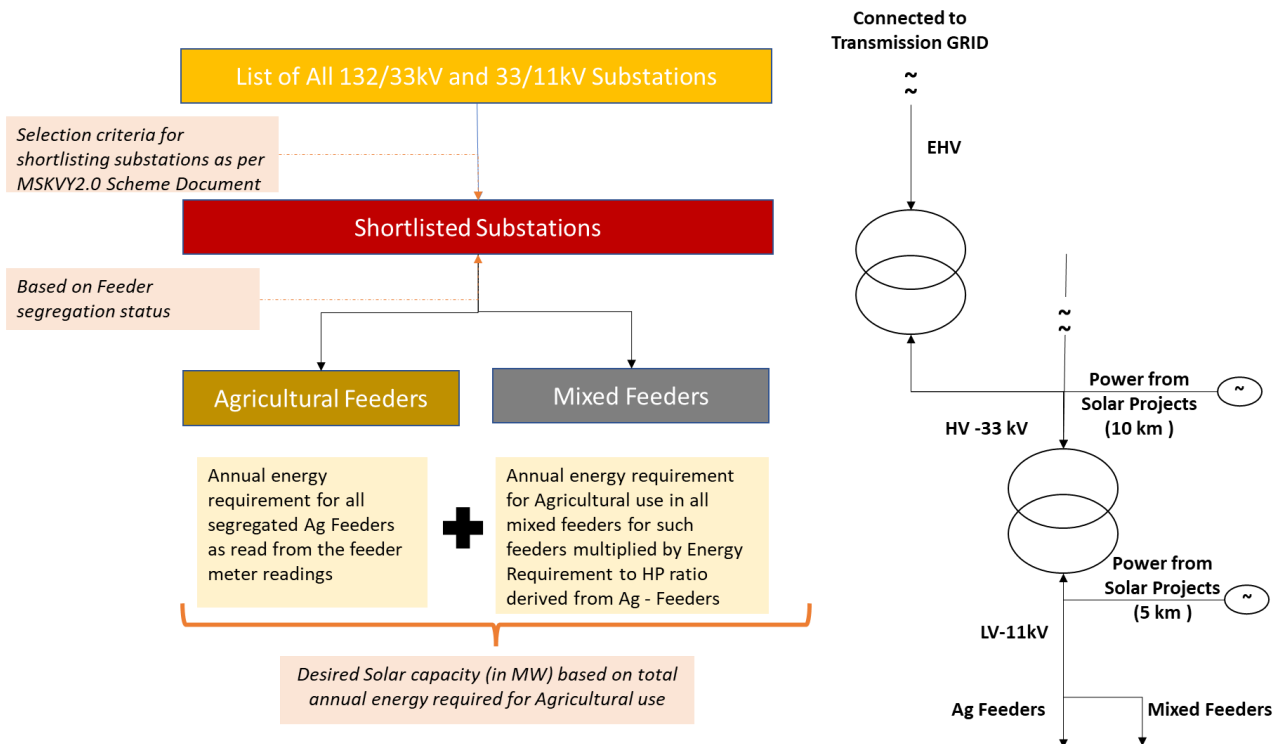 List of All 132/33kV and 33/11kV Substations
Selection criteria for
shortlisting substations as per
MSKVY2.0 Scheme Document
Shortlisted Substations
Based on Feeder
segregation status
Agricultural Feeders
Mixed Feeders
Annual energy
requirement for all
segregated Ag Feeders
as read from the feeder
meter readings
Annual energy requirement
for Agricultural use in all
mixed feeders for such
feeders multiplied by Energy
Requirement to HP ratio
derived from Ag - Feeders
Desired Solar capacity (in MW) based on total
annual energy required for Agricultural use
Connected to
Transmission GRID
~
~
EHV
~
~
Power from
Solar Projects
(10 km )
~
HV -33 kV
Power from
Solar Projects
(5 km )
~
LV-11kV
Ag Feeders
Mixed Feeders